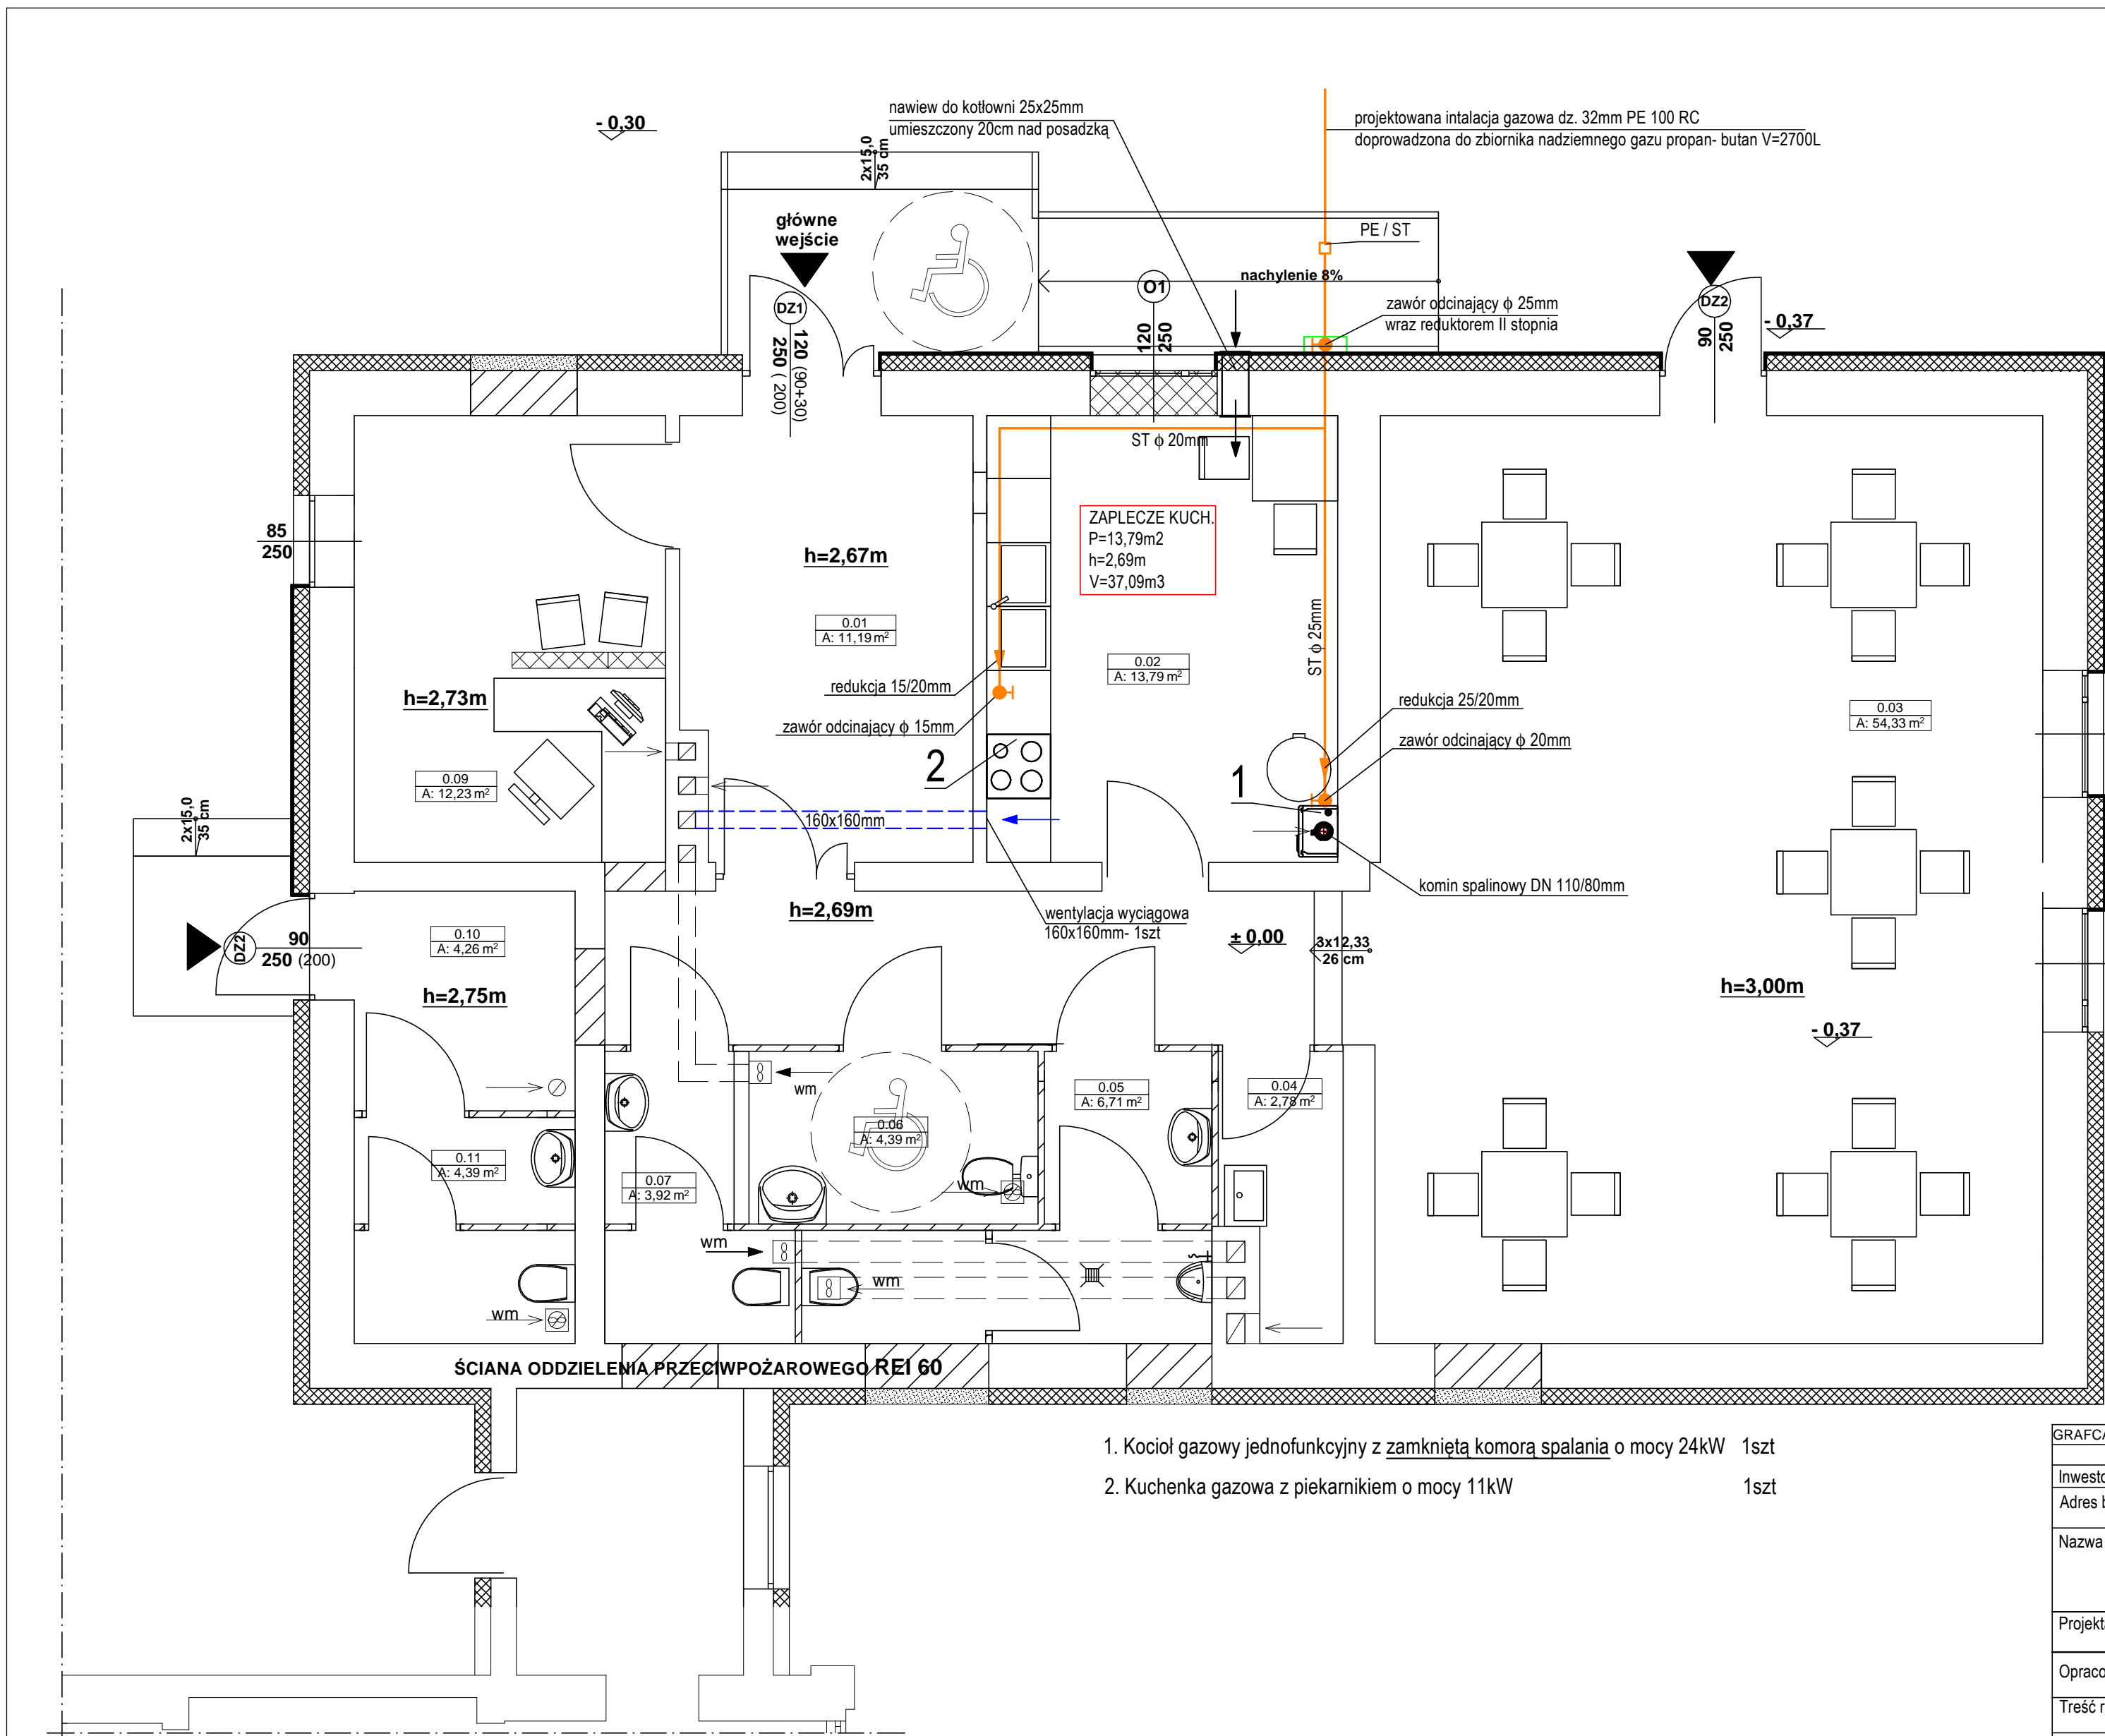 - 0,30
nawiew do kotłowni 25x25mm
umieszczony 20cm nad posadzką
projektowana intalacja gazowa dz. 32mm PE 100 RC
doprowadzona do zbiornika nadziemnego gazu propan- butan V=2700L
2x15,0
35 cm
główne
wejście
PE / ST
nachylenie 8%
zawór odcinający ϕ 25mm
wraz reduktorem II stopnia
DZ1
120 (90+30)
250 ( 200)
O1
120
250
DZ2
90
250
- 0,37
ST ϕ 20mm
85
250
h=2,67m
ZAPLECZE KUCH.
P=13,79m2
h=2,69m
V=37,09m3
0.01
A: 11,19 m²
0.02
A: 13,79 m²
ST ϕ 25mm
redukcja 15/20mm
zawór odcinający ϕ 15mm
h=2,73m
redukcja 25/20mm
zawór odcinający ϕ 20mm
0.03
A: 54,33 m²
2
1
0.09
A: 12,23 m²
160x160mm
2x15,0
35 cm
komin spalinowy DN 110/80mm
h=2,69m
wentylacja wyciągowa
160x160mm- 1szt
± 0,00
3x12,33
26 cm
DZ2
90
250 (200)
0.10
A: 4,26 m²
h=2,75m
h=3,00m
- 0,37
wm
0.05
A: 6,71 m²
0.04
A: 2,78 m²
0.06
A: 4,39 m²
0.11
A: 4,39 m²
0.07
A: 3,92 m²
wm
wm
wm
wm
ŚCIANA ODDZIELENIA PRZECIWPOŻAROWEGO REI 60
1. Kocioł gazowy jednofunkcyjny z zamkniętą komorą spalania o mocy 24kW 1szt
2. Kuchenka gazowa z piekarnikiem o mocy 11kW 1szt
GRAFCA
Inwesto
Adres b
Nazwa
Projekta
Opraco
Treść r